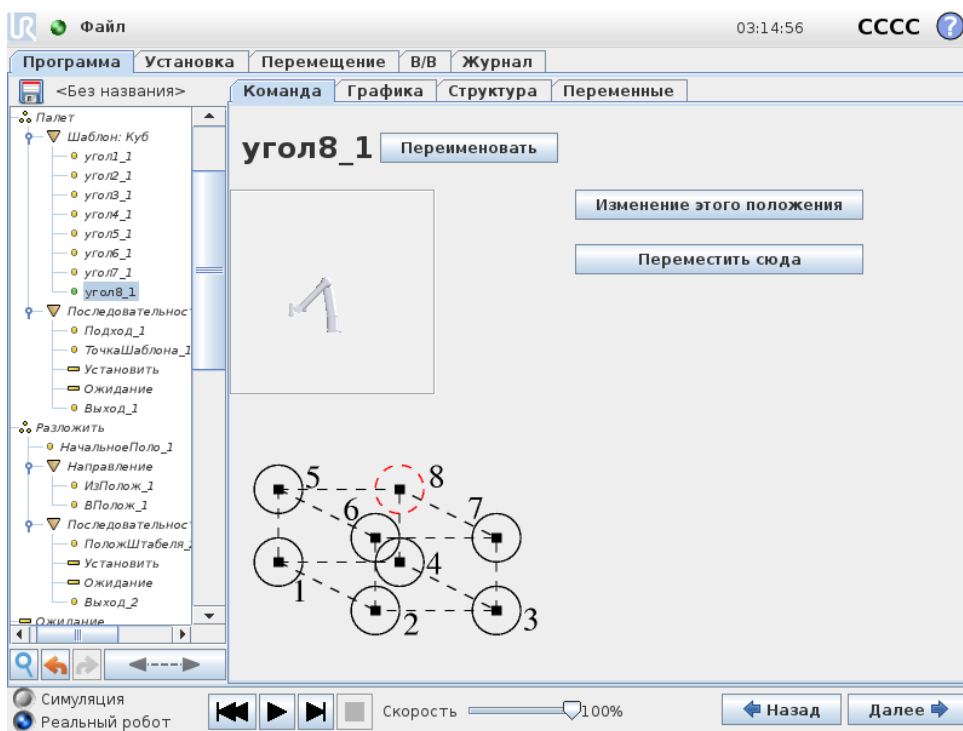 UR Файл 03:14:56 CCCC ?
Программа Установка Перемещение В/В Журнал
<Без названия> Команда Графика Структура Переменные
Палет
Шаблон: Куб
угол1_1
угол2_1
угол3_1
угол4_1
угол5_1
угол6_1
угол7_1
угол8_1
Последовательнос
Подход_1
ТочкаШаблона_1
Установить
Ожидание
Выход_1
Разложить
НачальноеПоло_1
Направление
ИзПолож_1
ВПолож_1
Последовательнос
ПоложШтабеля_
Установить
Ожидание
Выход_2
Ожидание
угол8_1 Переименовать
Изменение этого положения
Переместить сюда
5 8
6 7
1 4
2 3
Симуляция
Реальный робот
Скорость 100%
Назад Далее